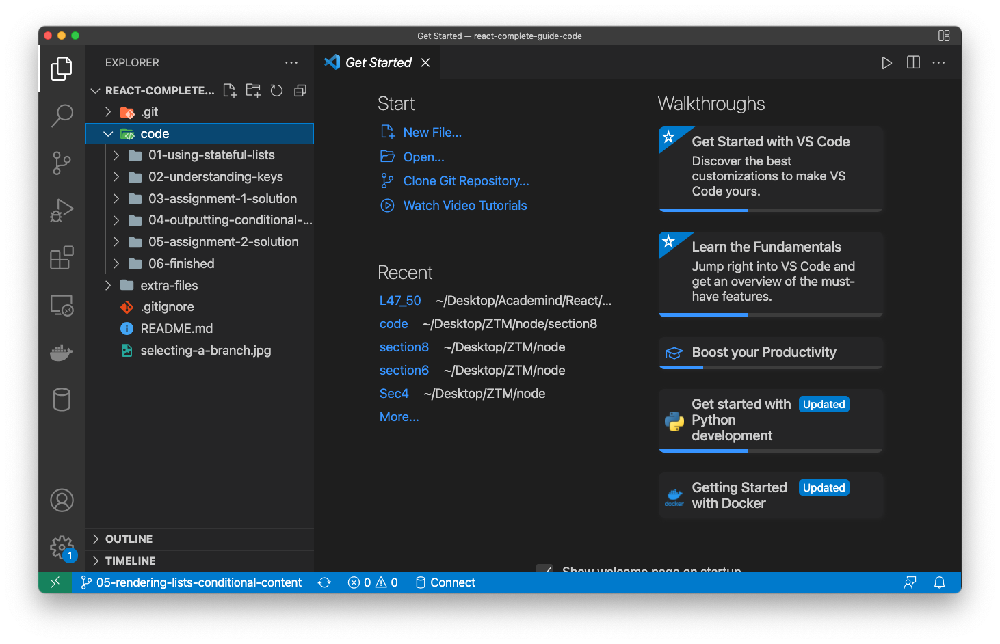 Get Started — react-complete-guide-code
EXPLORER
REACT-COMPLETE...
.git
code
01-using-stateful-lists
02-understanding-keys
03-assignment-1-solution
04-outputting-conditional-...
05-assignment-2-solution
06-finished
extra-files
.gitignore
README.md
selecting-a-branch.jpg
OUTLINE
TIMELINE
Get Started
Start
New File...
Open...
Clone Git Repository...
Watch Video Tutorials
Recent
L47_50 ~/Desktop/Academind/React/...
code ~/Desktop/ZTM/node/section8
section8 ~/Desktop/ZTM/node
section6 ~/Desktop/ZTM/node
Sec4 ~/Desktop/ZTM/node
More...
Walkthroughs
Get Started with VS Code
Discover the best
customizations to make VS
Code yours.
Learn the Fundamentals
Jump right into VS Code and
get an overview of the must-
have features.
Boost your Productivity
Get started with Updated
Python
development
docker
Getting Started Updated
with Docker
Show welcome page on startup
1
05-rendering-lists-conditional-content 0 0 Connect